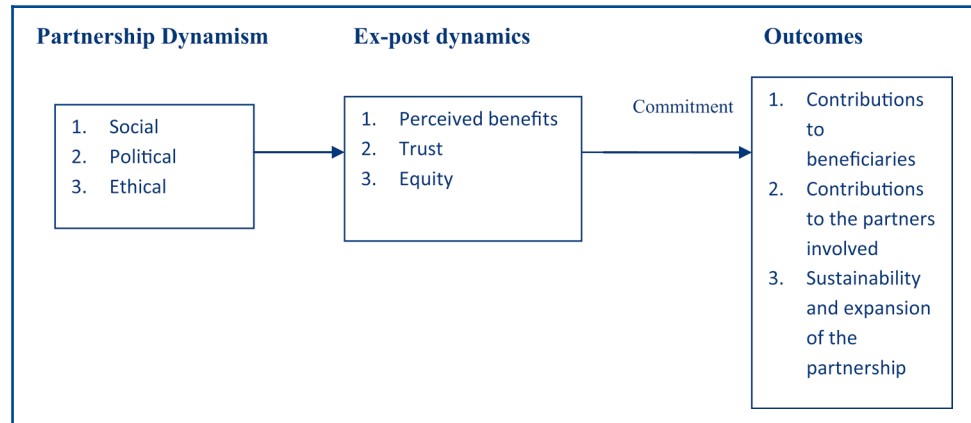 Partnership Dynamism
Ex-post dynamics
Outcomes
1. Social
2. Political
3. Ethical
1. Perceived benefits
2. Trust
3. Equity
Commitment
1. Contributions
to
beneficiaries
2. Contributions
to the partners
involved
3. Sustainability
and expansion
of the
partnership